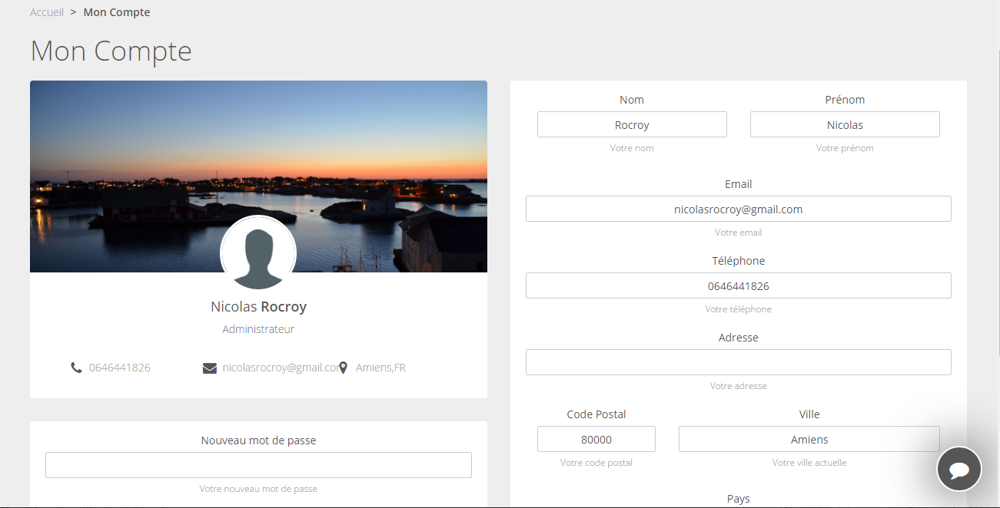 Accueil > Mon Compte
Mon Compte
Nicolas Rocroy
Administrateur
0646441826
nicolasrocroy@gmail.cor
Amiens,FR
Nouveau mot de passe
Votre nouveau mot de passe
Nom
Prénom
Rocroy
Nicolas
Votre nom
Votre prénom
Email
nicolasrocroy@gmail.com
Votre email
Téléphone
0646441826
Votre téléphone
Adresse
Votre adresse
Code Postal
Ville
80000
Amiens
Votre code postal
Votre ville actuelle
Pays